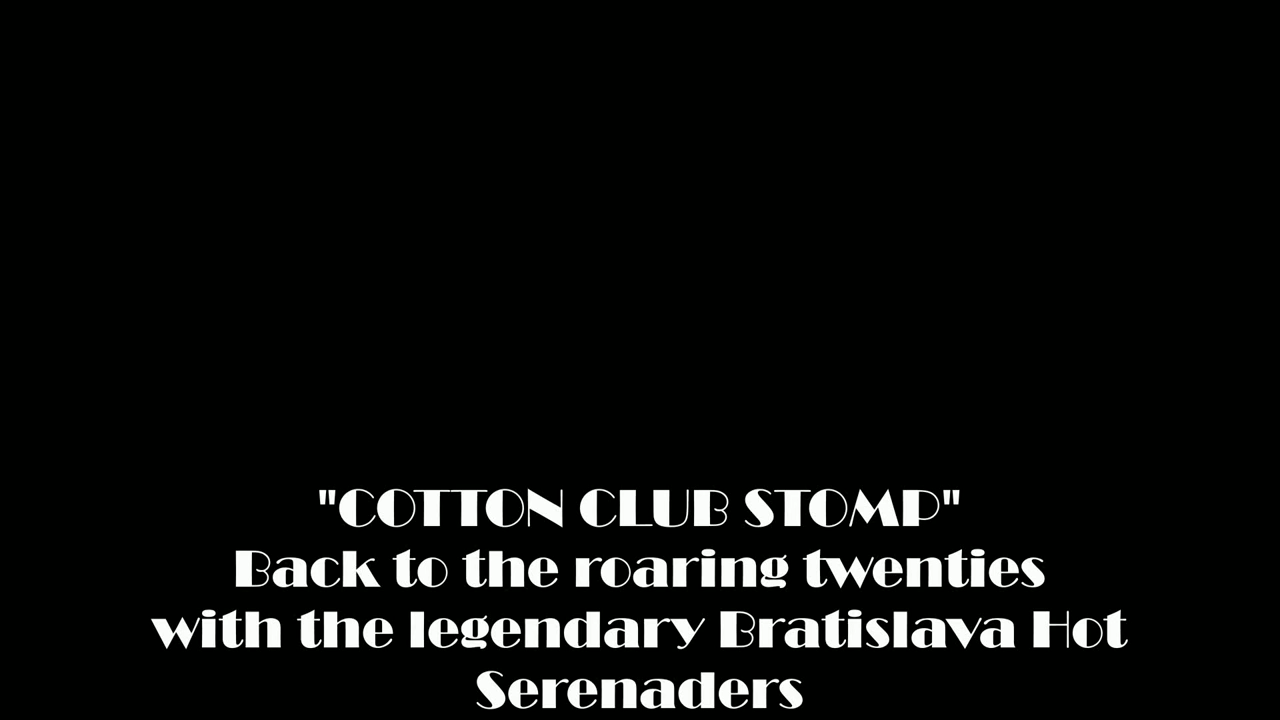 "COTTON CLUB STOMP"
Back to the roaring twenties
with the legendary Bratislava Hot
Serenaders